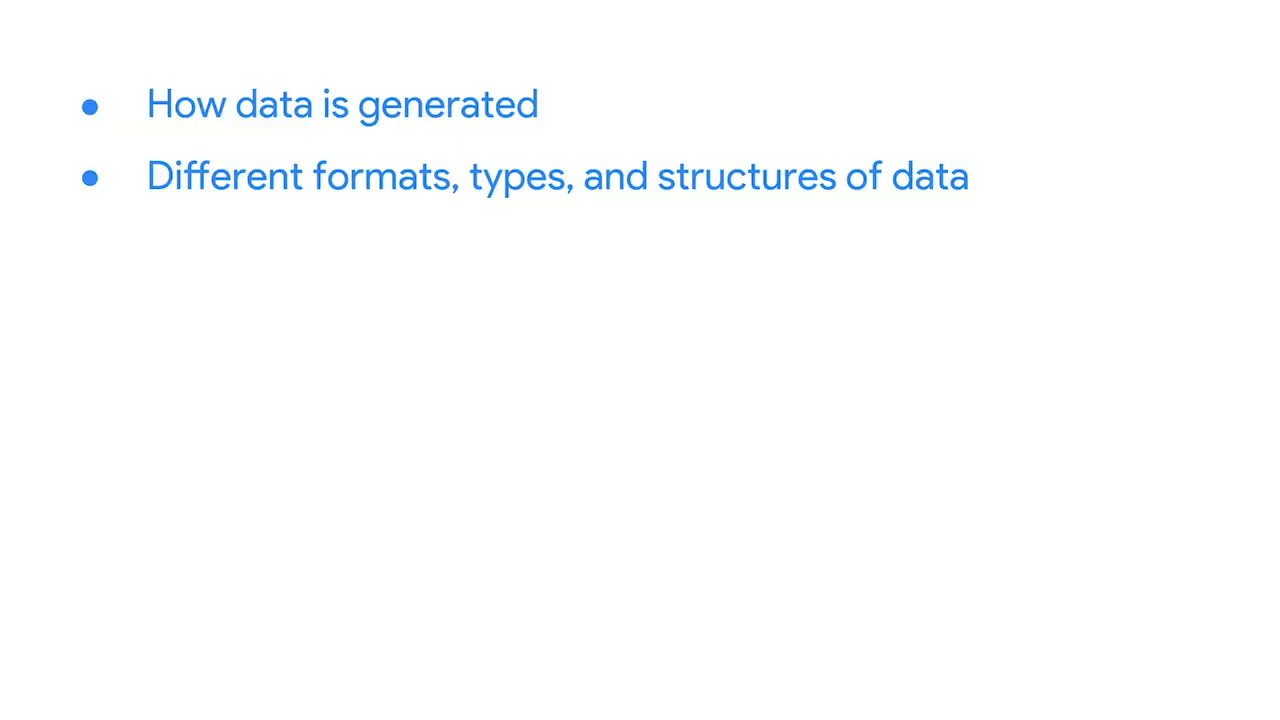 ● How data is generated
● Different formats, types, and structures of data